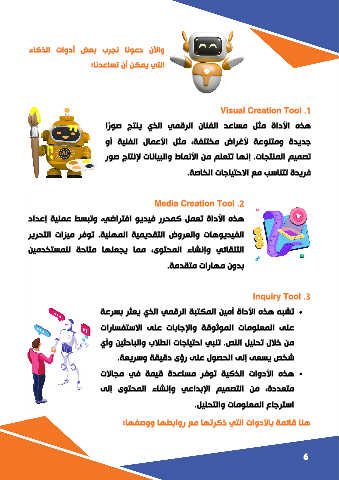 والآن دعونا نجرب بعض أدوات الذكاء
التي يمكن أن تساعدنا:
1. Visual Creation Tool
هذه الأداة مثل مساعد الفنان الرقمي الذي ينتج صورًا
جديدة ومتنوعة لأغراض مختلفة، مثل الأعمال الفنية أو
تصميم المنتجات. إنها تتعلم من الأنماط والبيانات لإنتاج صور
فريدة تتناسب مع الاحتياجات الخاصة.
2. Media Creation Tool
هذه الأداة تعمل كمحرر فيديو افتراضي، وتبسط عملية إعداد
الفيديوهات والعروض التقديمية المهنية. توفر ميزات التحرير
التلقائي وإنشاء المحتوى، مما يجعلها متاحة للمستخدمين
بدون مهارات متقدمة.
3. Inquiry Tool
• تشبه هذه الأداة أمين المكتبة الرقمي الذي يعثر بسرعة
على المعلومات الموثوقة والإجابات على الاستفسارات
من خلال تحليل النص. تلبي احتياجات الطلاب والباحثين وأي
شخص يسعى إلى الحصول على رؤى دقيقة وسريعة.
• هذه الأدوات الذكية توفر مساعدة قيمة في مجالات
متعددة، من التصميم الإبداعي وإنشاء المحتوى إلى
استرجاع المعلومات والتحليل.
هنا قائمة بالأدوات التي ذكرتها مع روابطها ووصفها:
6